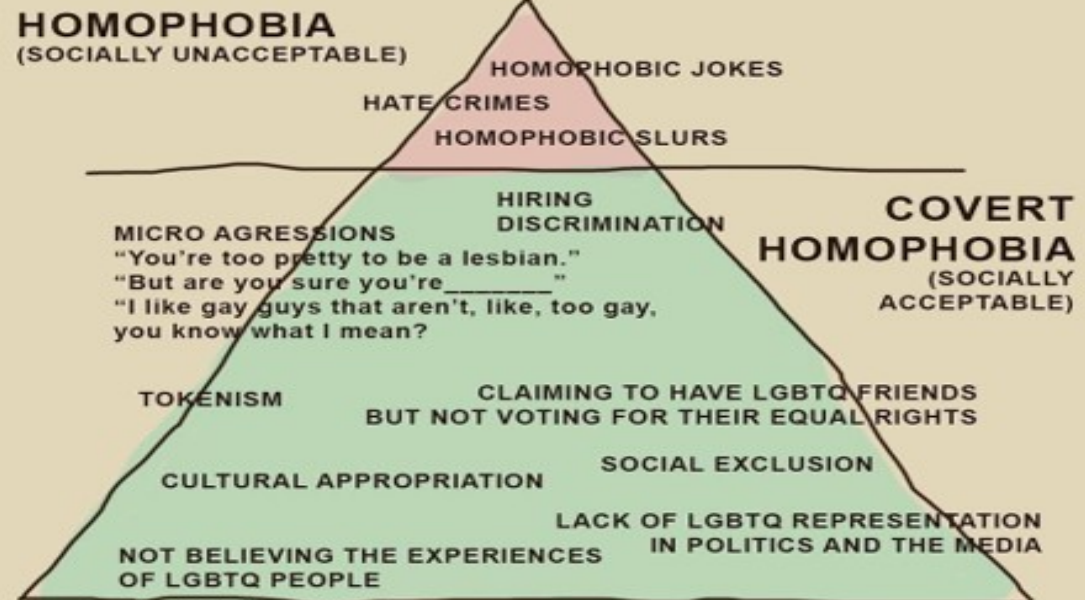 HOMOPHOBIA
(SOCIALLY UNACCEPTABLE)
HOMOPHOBIC JOKES
HATE CRIMES
HOMOPHOBIC SLURS
HIRING
DISCRIMINATION
COVERT
HOMOPHOBIA
(SOCIALLY
ACCEPTABLE)
MICRO AGRESSIONS
“You’re too pretty to be a lesbian.”
“But are you sure you’re_______”
“I like gay guys that aren’t, like, too gay,
you know what I mean?
TOKENISM
CLAIMING TO HAVE LGBTQ FRIENDS
BUT NOT VOTING FOR THEIR EQUAL RIGHTS
SOCIAL EXCLUSION
CULTURAL APPROPRIATION
LACK OF LGBTQ REPRESENTATION
IN POLITICS AND THE MEDIA
NOT BELIEVING THE EXPERIENCES
OF LGBTQ PEOPLE